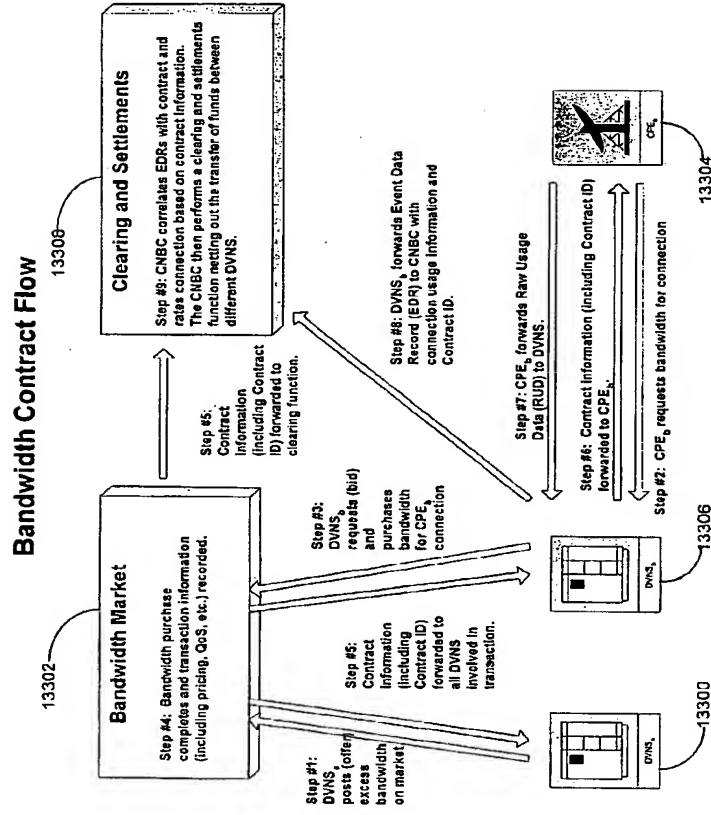 Bandwidth Contract Flow
13302
Bandwidth Market
Step #4: Bandwidth purchase
completes and transaction information
(including pricing, QoS, etc.) recorded.
13308
Clearing and Settlements
Step #9: CNBC correlates EDRs with contract and
rates connection based on contract information.
The CNBC then performs a clearing and settlements
function netting out the transfer of funds between
different DVNS.
Step #5:
Contract
Information
(including Contract
ID) forwarded to
clearing function.
Step #1:
DVNS
posts (offer)
excess
bandwidth
on market
Step #5:
Contract
Information
(including
Contract ID)
forwarded to
all DVNS
involved in
transaction.
Step #3:
DVNSb
requests (bid)
and
purchases
bandwidth
for CPE
connection
Step #8: DVNSb forwards Event Data
Record (EDR) to CNBC with
connection usage information and
Contract ID.
Step #7: CPEb forwards Raw Usage
Data (RUD) to DVNS.
Step #6: Contract Information (including Contract ID)
forwarded to CPEb.
Step #2: CPEb requests bandwidth for connection
DVNS
13300
DVNSb
13306
CPEb
13304